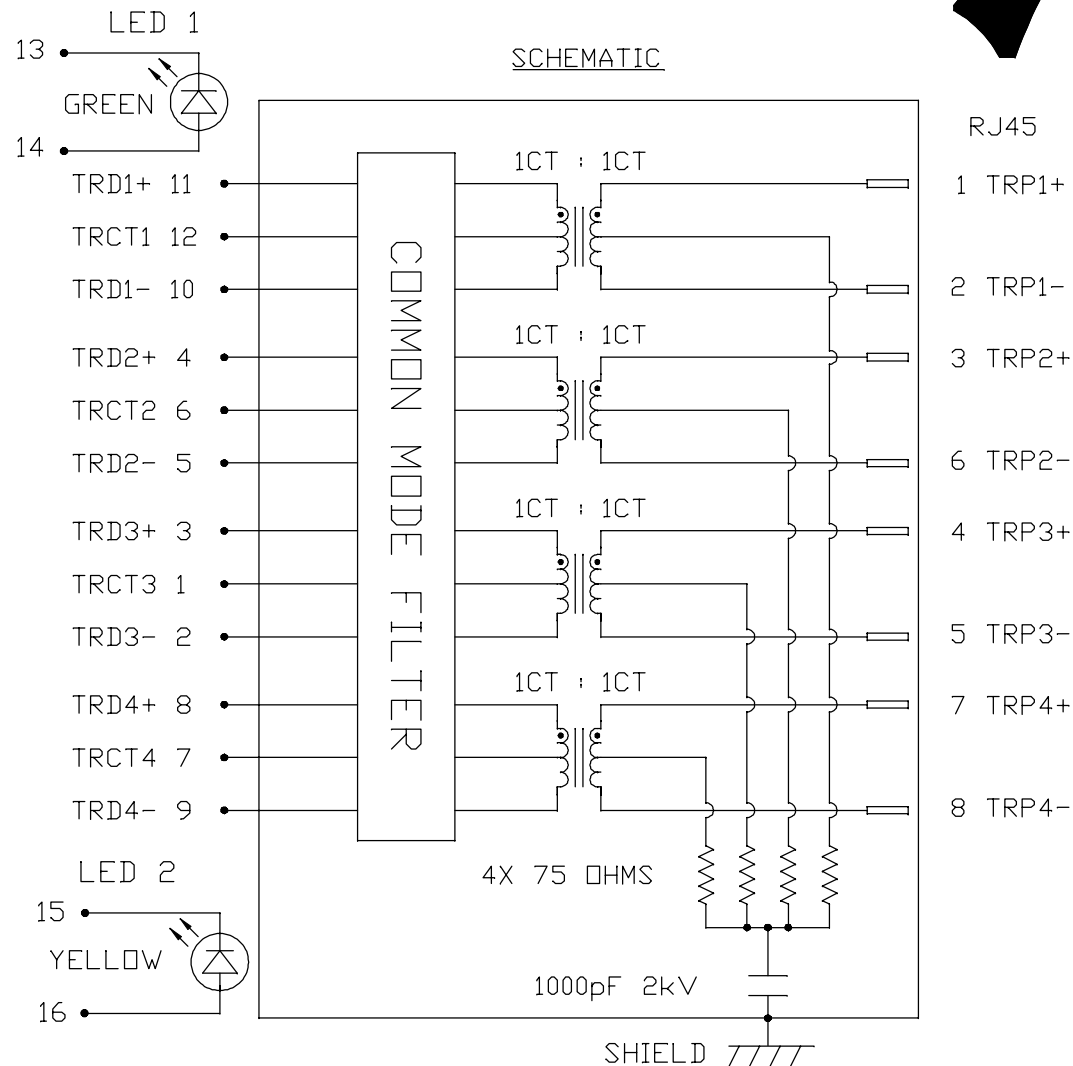 LED 1
13
SCHEMATIC
GREEN
RJ45
14
1CT : 1CT
TRD1+ 11
1 TRP1+
TRCT1 12
TRD1- 10
2 TRP1-
1CT : 1CT
TRD2+ 4
3 TRP2+
TRCT2 6
TRD2- 5
6 TRP2-
COMMON MODE FILTER
1CT : 1CT
TRD3+ 3
4 TRP3+
TRCT3 1
TRD3- 2
5 TRP3-
1CT : 1CT
TRD4+ 8
7 TRP4+
TRCT4 7
TRD4- 9
8 TRP4-
LED 2
4X 75 OHMS
15
YELLOW
1000pF 2kV
16
SHIELD